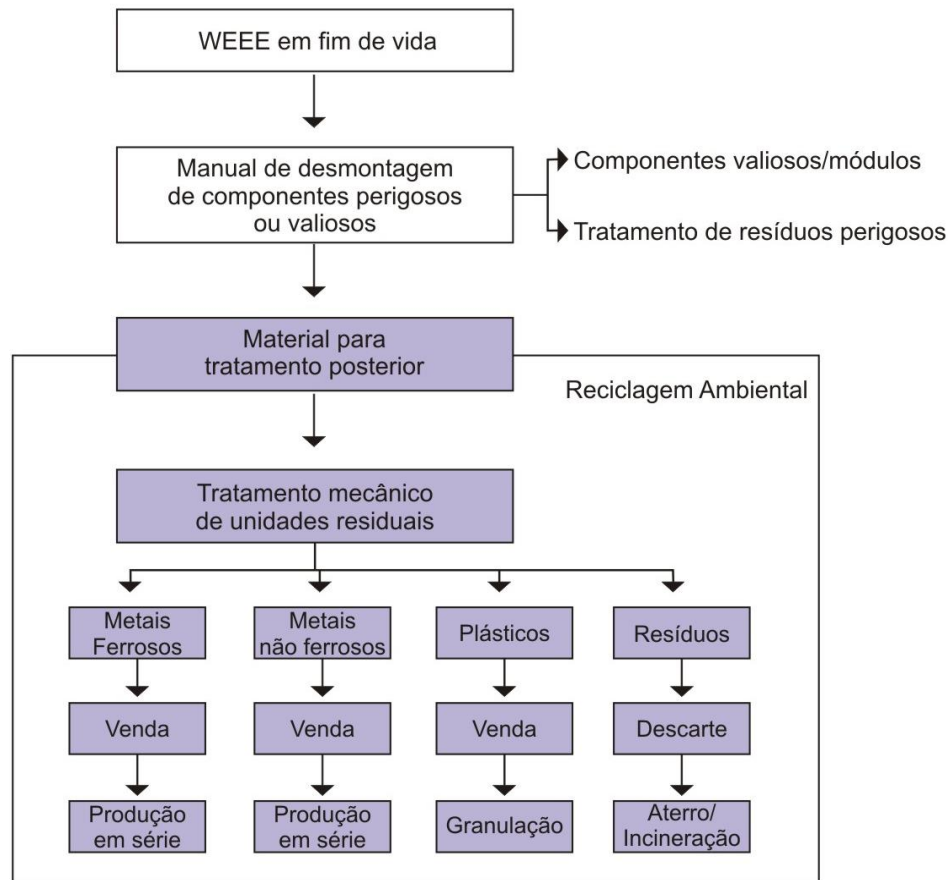 WEEE em fim de vida
Manual de desmontagem
de componentes perigosos
ou valiosos
Componentes valiosos/módulos
Tratamento de resíduos perigosos
Material para
tratamento posterior
Reciclagem Ambiental
Tratamento mecânico
de unidades residuais
Metais
Ferrosos
Metais
não ferrosos
Plásticos
Resíduos
Venda
Venda
Venda
Descarte
Produção
em série
Produção
em série
Granulação
Aterro/
Incineração